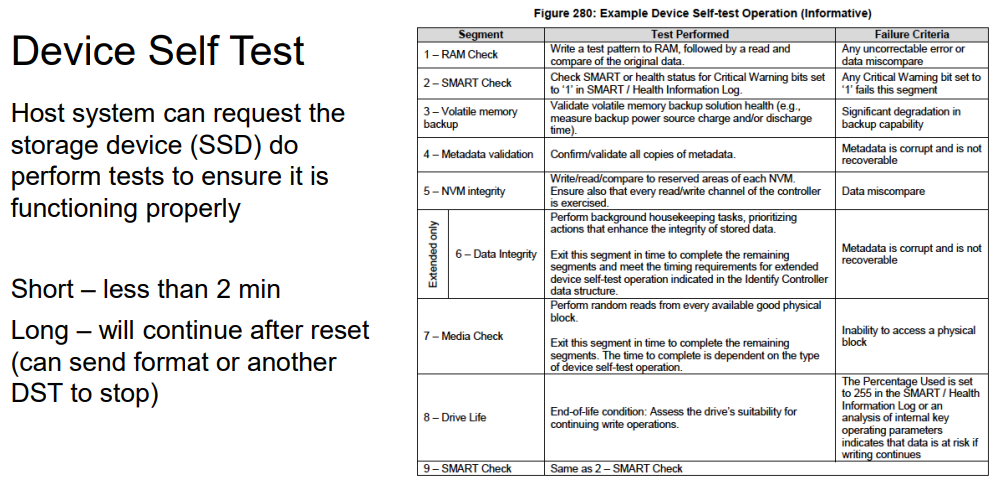 Device Self Test
Host system can request the
storage device (SSD) do
perform tests to ensure it is
functioning properly
Short – less than 2 min
Long – will continue after reset
(can send format or another
DST to stop)
Figure 280: Example Device Self-test Operation (Informative)
Segment
Test Performed
Failure Criteria
1 – RAM Check
Write a test pattern to RAM, followed by a read and
compare of the original data.
Any uncorrectable error or
data miscompare
2 – SMART Check
Check SMART or health status for Critical Warning bits set
to ‘1’ in SMART / Health Information Log.
Any Critical Warning bit set to
‘1’ fails this segment
3 – Volatile memory
backup
Validate volatile memory backup solution health (e.g.,
measure backup power source charge and/or discharge
time).
Significant degradation in
backup capability
4 – Metadata validation
Confirm/validate all copies of metadata.
Metadata is corrupt and is not
recoverable
5 – NVM integrity
Write/read/compare to reserved areas of each NVM.
Ensure also that every read/write channel of the controller
is exercised.
Data miscompare
Extended only
6 – Data Integrity
Perform background housekeeping tasks, prioritizing
actions that enhance the integrity of stored data.
Exit this segment in time to complete the remaining
segments and meet the timing requirements for extended
device self-test operation indicated in the Identify Controller
data structure.
Metadata is corrupt and is not
recoverable
7 – Media Check
Perform random reads from every available good physical
block.
Exit this segment in time to complete the remaining
segments. The time to complete is dependent on the type
of device self-test operation.
Inability to access a physical
block
8 – Drive Life
End-of-life condition: Assess the drive’s suitability for
continuing write operations.
The Percentage Used is set
to 255 in the SMART / Health
Information Log or an
analysis of internal key
operating parameters
indicates that data is at risk if
writing continues
9 – SMART Check
Same as 2 – SMART Check